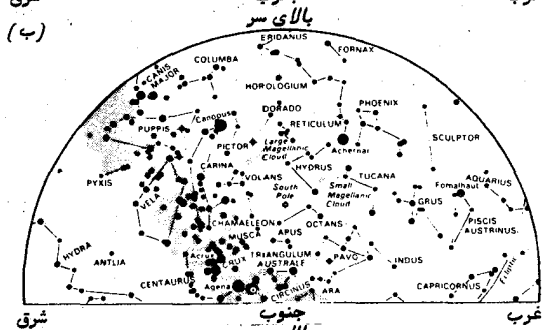 بالای سر
(ب)
ERIDANUS
FORNAX
COLUMBA
CANIS
MAJOR
HOROLOGIUM
DORADO
PHOENIX
Canopus
RETICULUM
PUPPIS
SCULPTOR
PICTOR
Large
Magellanic
Cloud
Achernar
CARINA
HYDRUS
PYXIS
VOLANS
TUCANA
AQUARIUS
South
Pole
Small
Magellanic
Cloud
Fomalhaut
VELA
GRUS
PISCIS
AUSTRINUS
CHAMAELEON
OCTANS
MUSCA
APUS
HYDRA
ANTLIA
Acrux
CRUX
TRIANGULUM
AUSTRALE
PAVO
INDUS
CENTAURUS
Agena
CIRCINUS
ARA
CAPRICORNUS
Ecliptic
شرق
جنوب
غرب